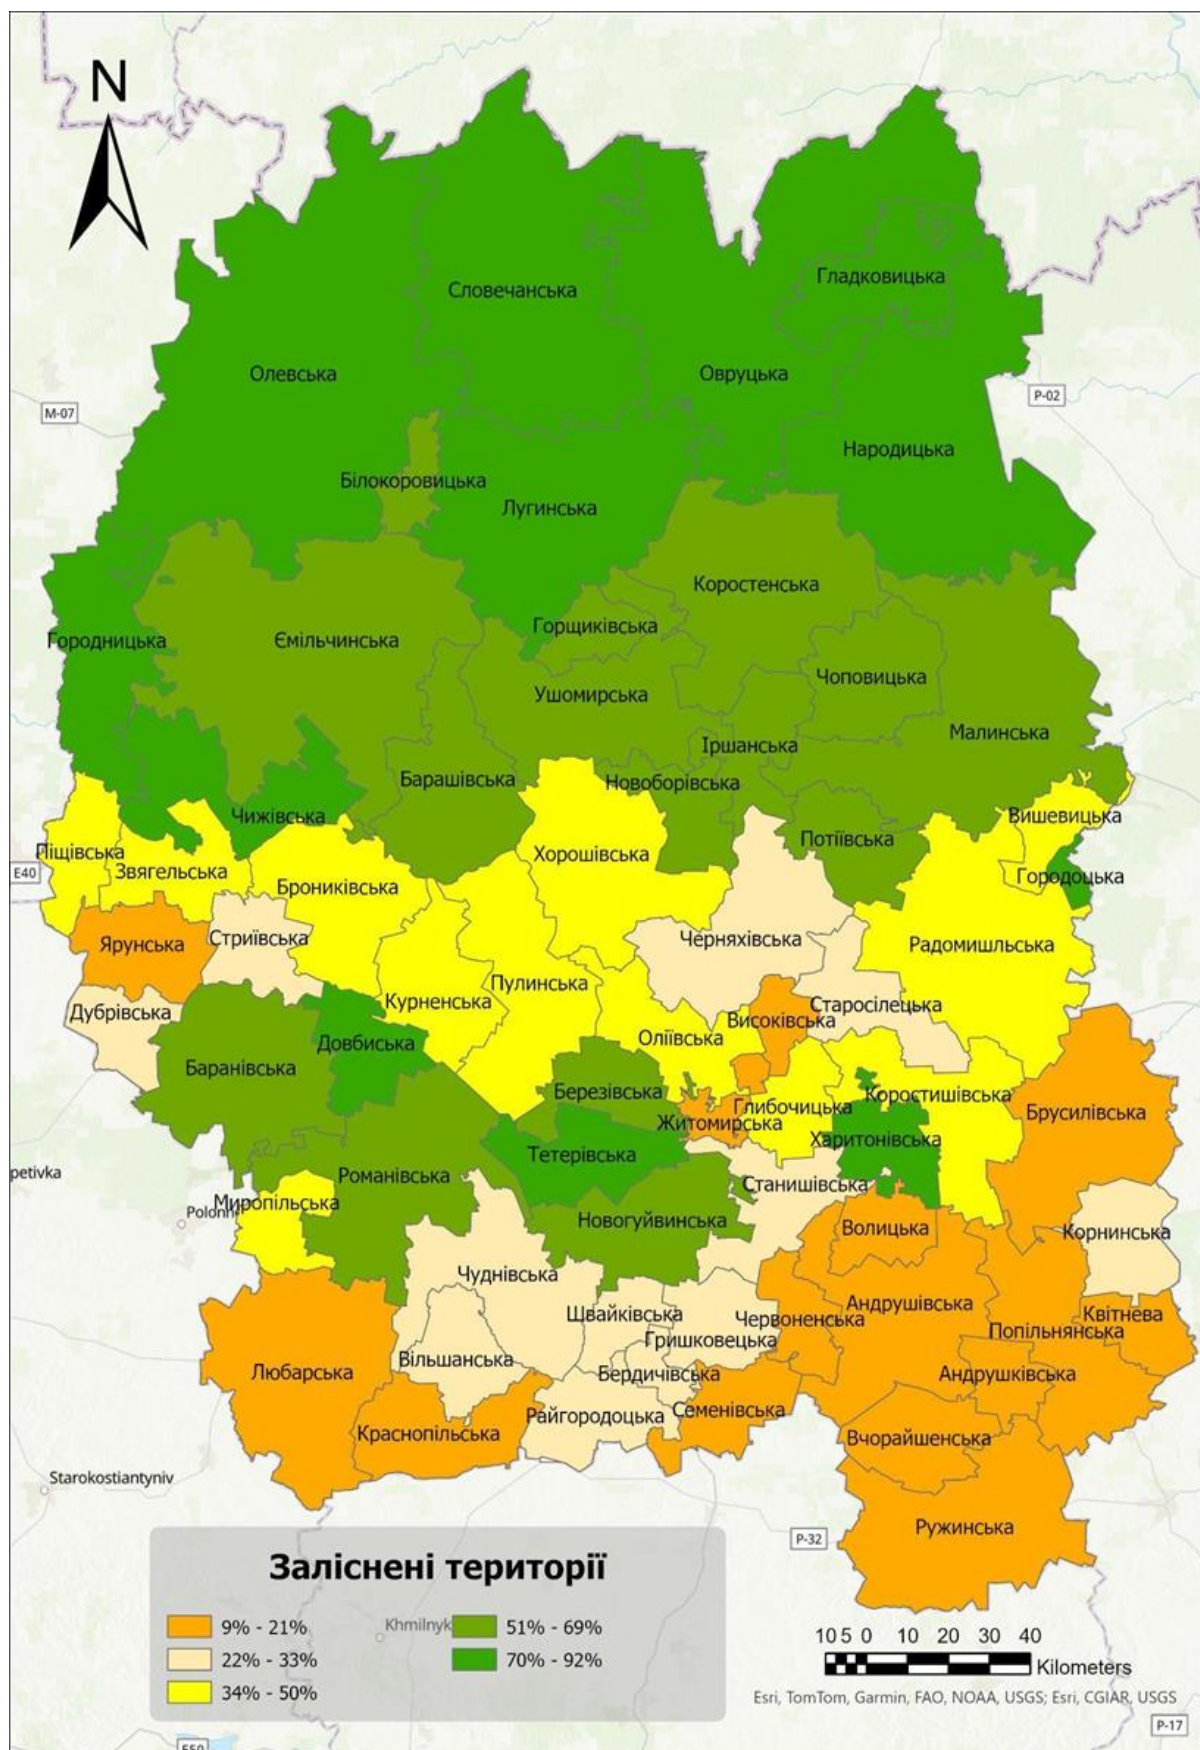 N
Словечанська
Гладковицька
Олевська
Овруцька
M-07
P-02
Народицька
Білокоровицька
Лугинська
Коростенська
Горщиківська
Городницька
Ємільчинська
Чоповицька
Ушомирська
Малинська
Іршанська
Барашівська
Новоборівська
Чижівська
Вишевицька
Потіївська
Піщівська
Хорошівська
E40
Звягельська
Городоцька
Брониківська
Стриївська
Черняхівська
Ярунська
Радомишльська
Пулинська
Курненська
Старосілецька
Дубрівська
Високівська
Оліївська
Довбиська
Баранівська
Березівська
Коростишівська
Глибочицька
Брусилівська
Житомирська
Харитонівська
Тетерівська
petivka
Романівська
Станишівська
Миропільська
Polonn
Новогуйвинська
Волицька
Корнинська
Чуднівська
Андрушівська
Швайківська
Квітнева
Червоненська
Попільнянська
Гришковецька
Вільшанська
Любарська
Бердичівська
Андрушківська
Райгородоцька
Семенівська
Краснопільська
Вчорайшенська
Starokostiantyniv
Ружинська
P-32
Заліснені території
9% - 21%
Khmilnyk
51% - 69%
22% - 33%
70% - 92%
34% - 50%
10 5 0 10 20 30 40
Kilometers
Esri, TomTom, Garmin, FAO, NOAA, USGS; Esri, CGIAR, USGS
P-17
E50